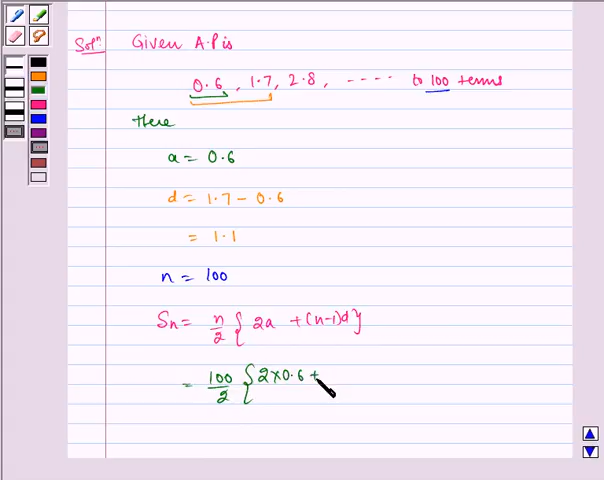 Solⁿ. Given A.P is
0.6, 1.7, 2.8, ---- to 100 terms
Here
a = 0.6
d = 1.7 - 0.6
= 1.1
n = 100
Sn = n/2 { 2a + (n-1)d }
= 100/2 { 2×0.6 +